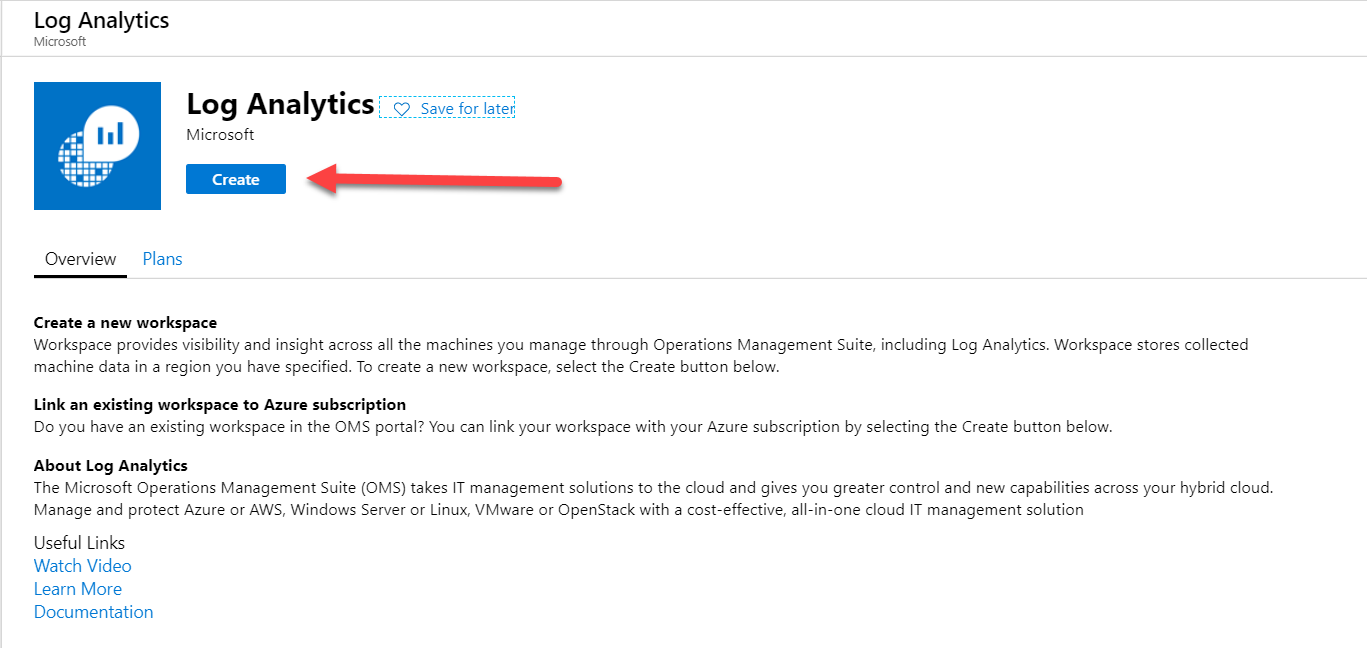 Log Analytics
Microsoft
Log Analytics
Save for later
Microsoft
Create
Overview
Plans
Create a new workspace
Workspace provides visibility and insight across all the machines you manage through Operations Management Suite, including Log Analytics. Workspace stores collected
machine data in a region you have specified. To create a new workspace, select the Create button below.
Link an existing workspace to Azure subscription
Do you have an existing workspace in the OMS portal? You can link your workspace with your Azure subscription by selecting the Create button below.
About Log Analytics
The Microsoft Operations Management Suite (OMS) takes IT management solutions to the cloud and gives you greater control and new capabilities across your hybrid cloud.
Manage and protect Azure or AWS, Windows Server or Linux, VMware or OpenStack with a cost-effective, all-in-one cloud IT management solution
Useful Links
Watch Video
Learn More
Documentation